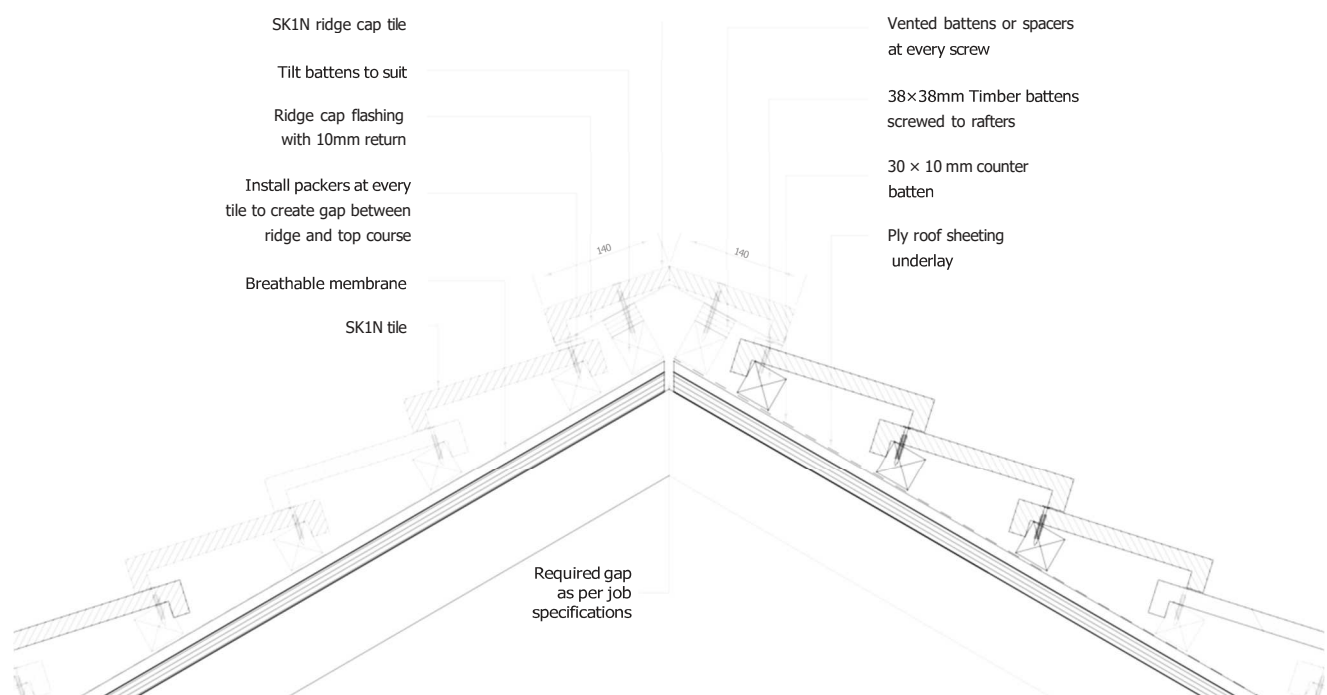 SK1N ridge cap tile
Tilt battens to suit
Ridge cap flashing
with 10mm return
Install packers at every
tile to create gap between
ridge and top course
Breathable membrane
SK1N tile
140
140
Vented battens or spacers
at every screw
38×38mm Timber battens
screwed to rafters
30 × 10 mm counter
batten
Ply roof sheeting
underlay
Required gap
as per job
specifications